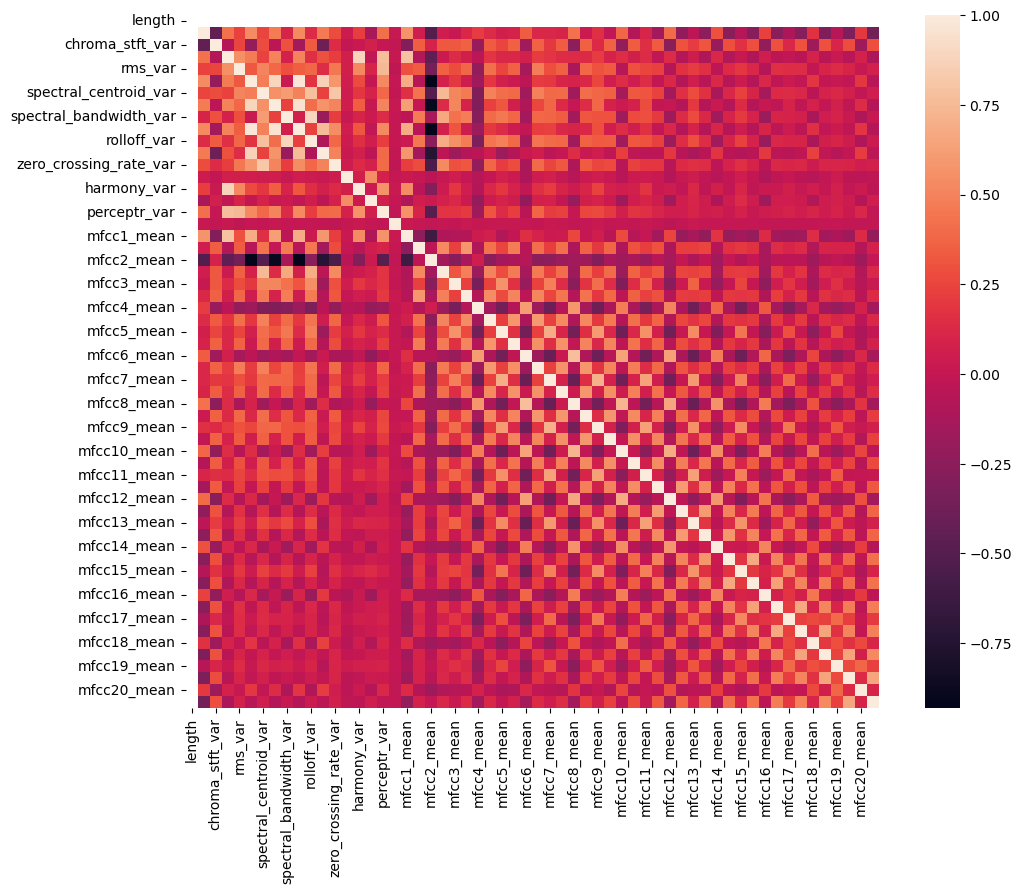 length
chroma_stft_var
rms_var
spectral_centroid_var
spectral_bandwidth_var
rolloff_var
zero_crossing_rate_var
harmony_var
perceptr_var
mfcc1_mean
mfcc2_mean
mfcc3_mean
mfcc4_mean
mfcc5_mean
mfcc6_mean
mfcc7_mean
mfcc8_mean
mfcc9_mean
mfcc10_mean
mfcc11_mean
mfcc12_mean
mfcc13_mean
mfcc14_mean
mfcc15_mean
mfcc16_mean
mfcc17_mean
mfcc18_mean
mfcc19_mean
mfcc20_mean
length
chroma_stft_var
rms_var
spectral_centroid_var
spectral_bandwidth_var
rolloff_var
zero_crossing_rate_var
harmony_var
perceptr_var
mfcc1_mean
mfcc2_mean
mfcc3_mean
mfcc4_mean
mfcc5_mean
mfcc6_mean
mfcc7_mean
mfcc8_mean
mfcc9_mean
mfcc10_mean
mfcc11_mean
mfcc12_mean
mfcc13_mean
mfcc14_mean
mfcc15_mean
mfcc16_mean
mfcc17_mean
mfcc18_mean
mfcc19_mean
mfcc20_mean
1.00
0.75
0.50
0.25
0.00
−0.25
−0.50
−0.75